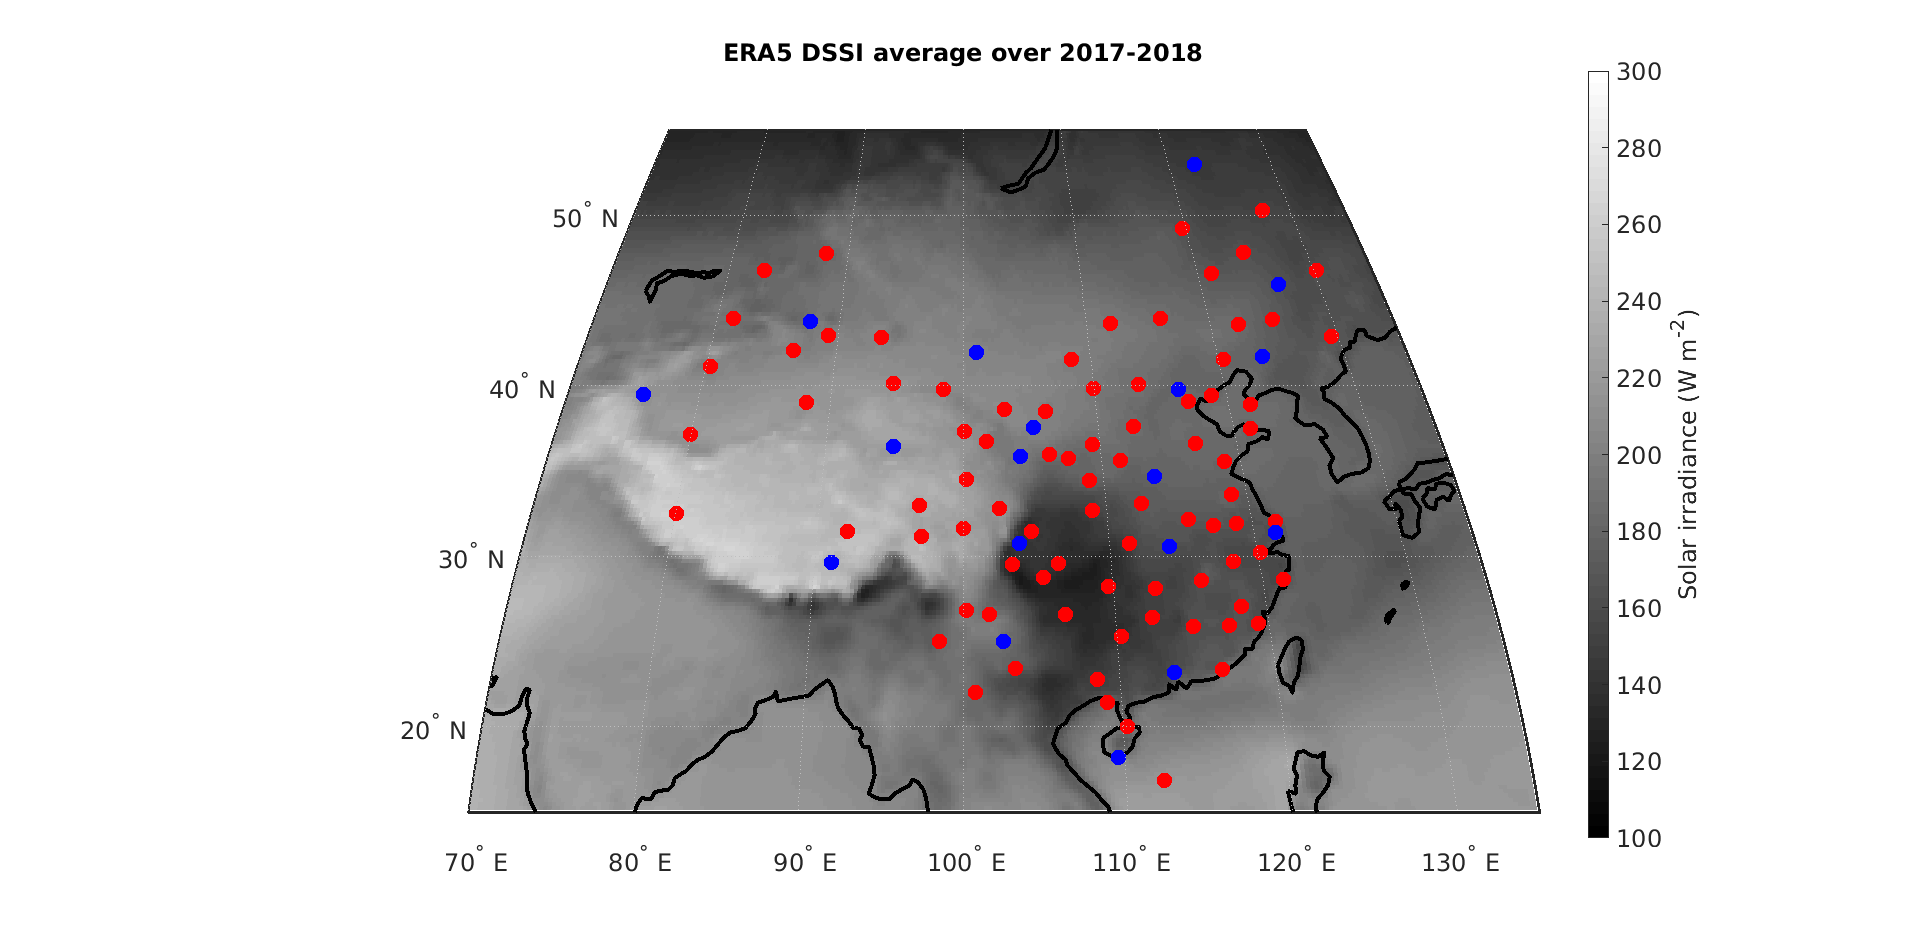 ERA5 DSSI average over 2017-2018
300
280
260
240
220
200
180
160
140
120
100
Solar irradiance (W m⁻²)
50° N
40° N
30° N
20° N
70° E
80° E
90° E
100° E
110° E
120° E
130° E